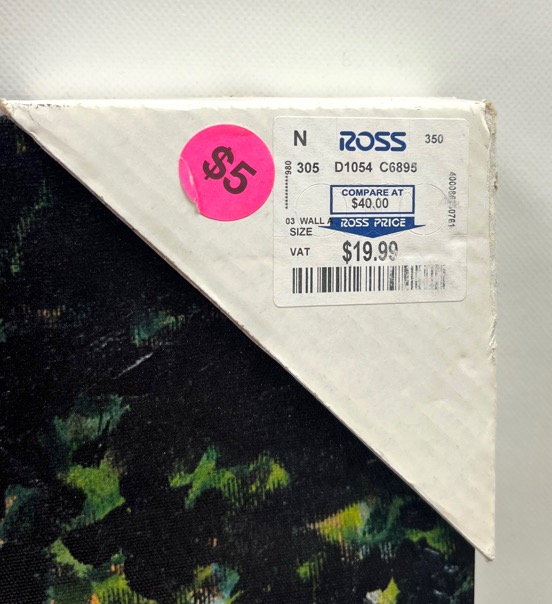 $5
N ROSS 350
305 D1054 C6895
COMPARE AT
$40.00
03 WALL
ROSS PRICE
SIZE
VAT $19.99